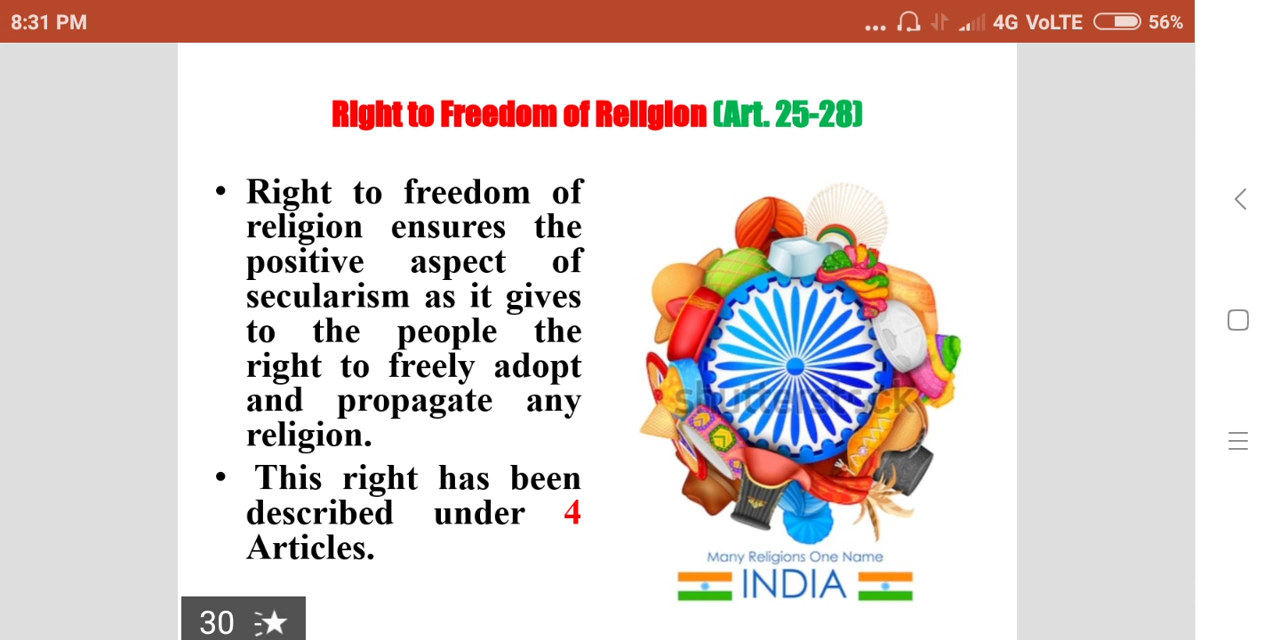 8:31 PM
... 4G VoLTE 56%
Right to Freedom of Religion (Art. 25-28)
• Right to freedom of
religion ensures the
positive aspect of
secularism as it gives
to the people the
right to freely adopt
and propagate any
religion.
• This right has been
described under 4
Articles.
shutterstock
Many Religions One Name
INDIA
30